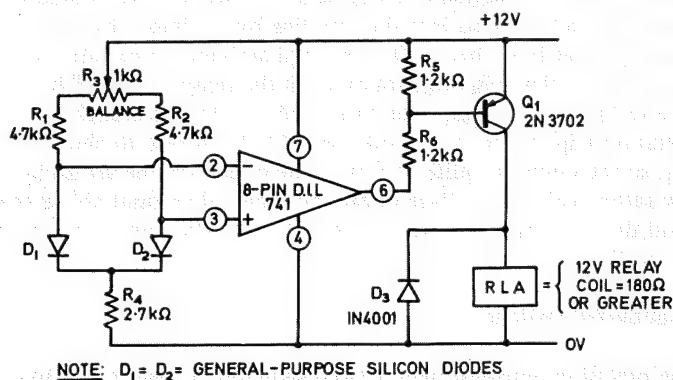 +12V
R3 1kΩ
BALANCE
R1
4.7kΩ
R2
4.7kΩ
R5
1.2kΩ
R6
1.2kΩ
Q1
2N3702
2
−
3
+
7
8-PIN D.I.L
741
4
6
D1
D2
R4
2.7kΩ
D3
IN4001
RLA
=
12V RELAY
COIL=180Ω
OR GREATER
0V
NOTE: D1= D2= GENERAL-PURPOSE SILICON DIODES